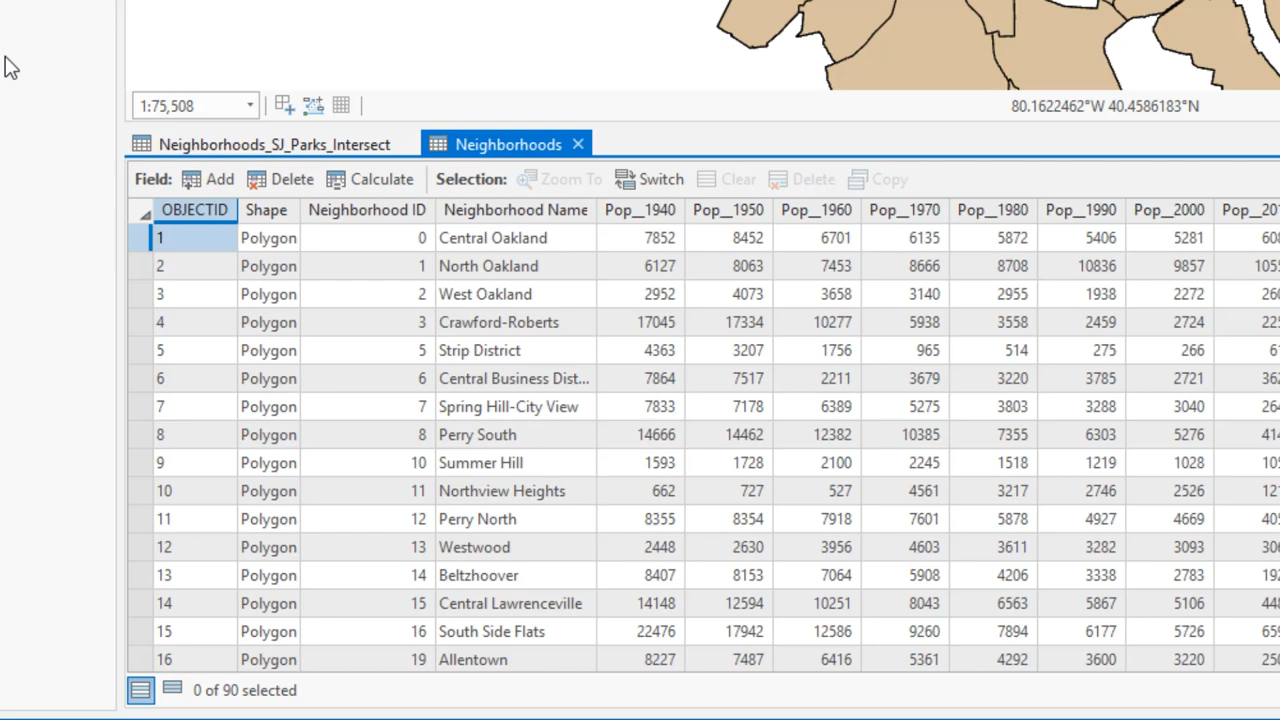 1:75,508
80.1622462°W 40.4586183°N
Neighborhoods_SJ_Parks_Intersect Neighborhoods
Field: Add Delete Calculate Selection: Zoom To Switch Clear Delete Copy
OBJECTID Shape Neighborhood ID Neighborhood Name Pop__1940 Pop__1950 Pop__1960 Pop__1970 Pop__1980 Pop__1990 Pop__2000
1 Polygon 0 Central Oakland 7852 8452 6701 6135 5872 5406 5281
2 Polygon 1 North Oakland 6127 8063 7453 8666 8708 10836 9857
3 Polygon 2 West Oakland 2952 4073 3658 3140 2955 1938 2272
4 Polygon 3 Crawford-Roberts 17045 17334 10277 5938 3558 2459 2724
5 Polygon 5 Strip District 4363 3207 1756 965 514 275 266
6 Polygon 6 Central Business Dist... 7864 7517 2211 3679 3220 3785 2721
7 Polygon 7 Spring Hill-City View 7833 7178 6389 5275 3803 3288 3040
8 Polygon 8 Perry South 14666 14462 12382 10385 7355 6303 5276
9 Polygon 10 Summer Hill 1593 1728 2100 2245 1518 1219 1028
10 Polygon 11 Northview Heights 662 727 527 4561 3217 2746 2526
11 Polygon 12 Perry North 8355 8354 7918 7601 5878 4927 4669
12 Polygon 13 Westwood 2448 2630 3956 4603 3611 3282 3093
13 Polygon 14 Beltzhoover 8407 8153 7064 5908 4206 3338 2783
14 Polygon 15 Central Lawrenceville 14148 12594 10251 8043 6563 5867 5106
15 Polygon 16 South Side Flats 22476 17942 12586 9260 7894 6177 5726
16 Polygon 19 Allentown 8227 7487 6416 5361 4292 3600 3220
0 of 90 selected